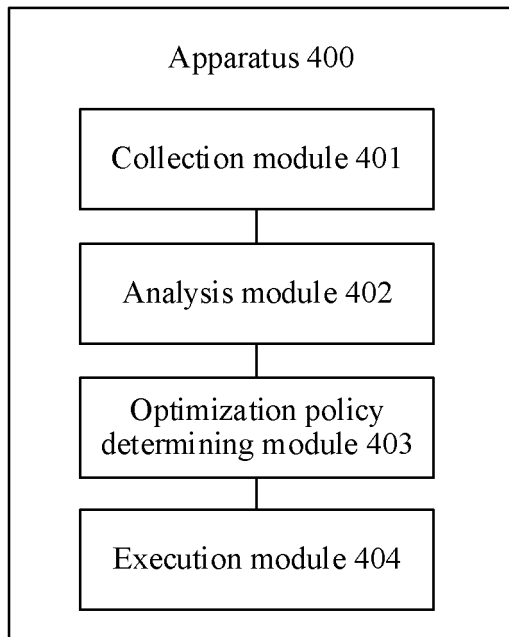 Apparatus 400
Collection module 401
Analysis module 402
Optimization policy
determining module 403
Execution module 404